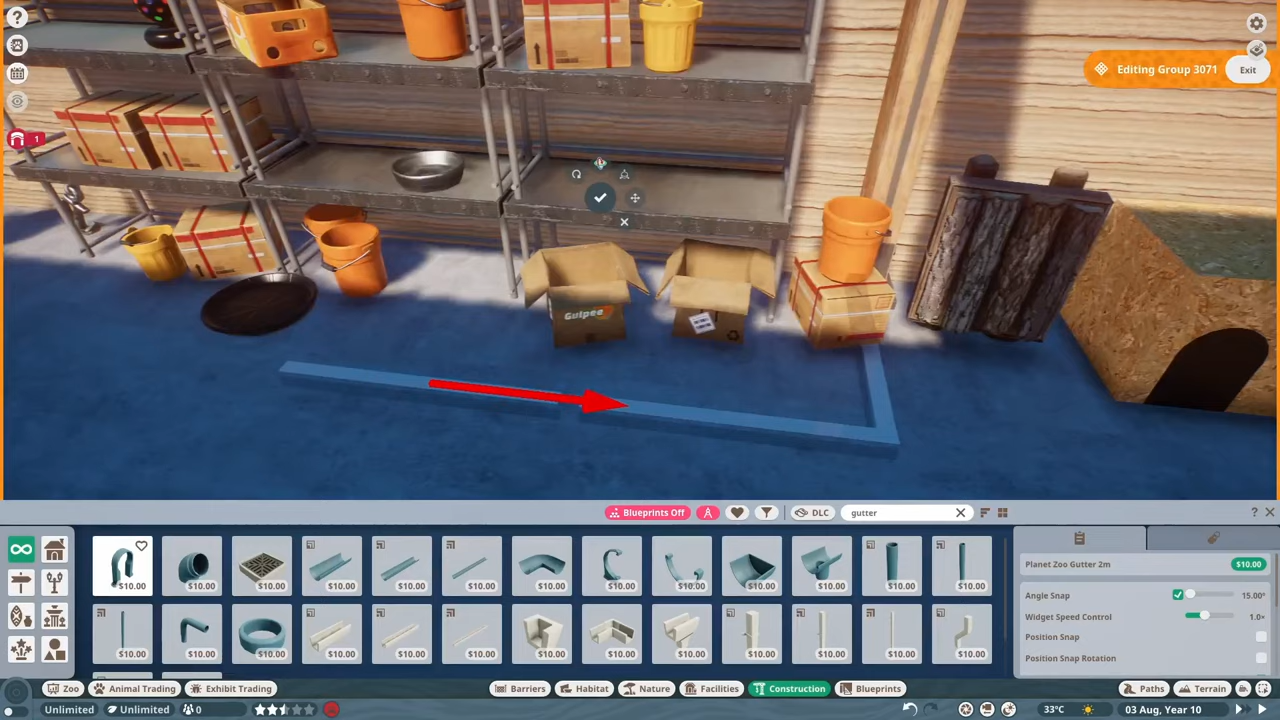 Editing Group 3071
Exit
1
Gulpee
Blueprints Off
DLC
gutter
$10.00 $10.00 $10.00 $10.00 $10.00 $10.00 $10.00 $10.00 $10.00 $10.00 $10.00 $10.00 $10.00
$10.00 $10.00 $10.00 $10.00 $10.00 $10.00 $10.00 $10.00 $10.00 $10.00 $10.00 $10.00 $10.00
Planet Zoo Gutter 2m $10.00
Angle Snap 15.00°
Widget Speed Control 1.0×
Position Snap
Position Snap Rotation
Zoo Animal Trading Exhibit Trading Barriers Habitat Nature Facilities Construction Blueprints Paths Terrain
Unlimited Unlimited 0 33°C 03 Aug, Year 10